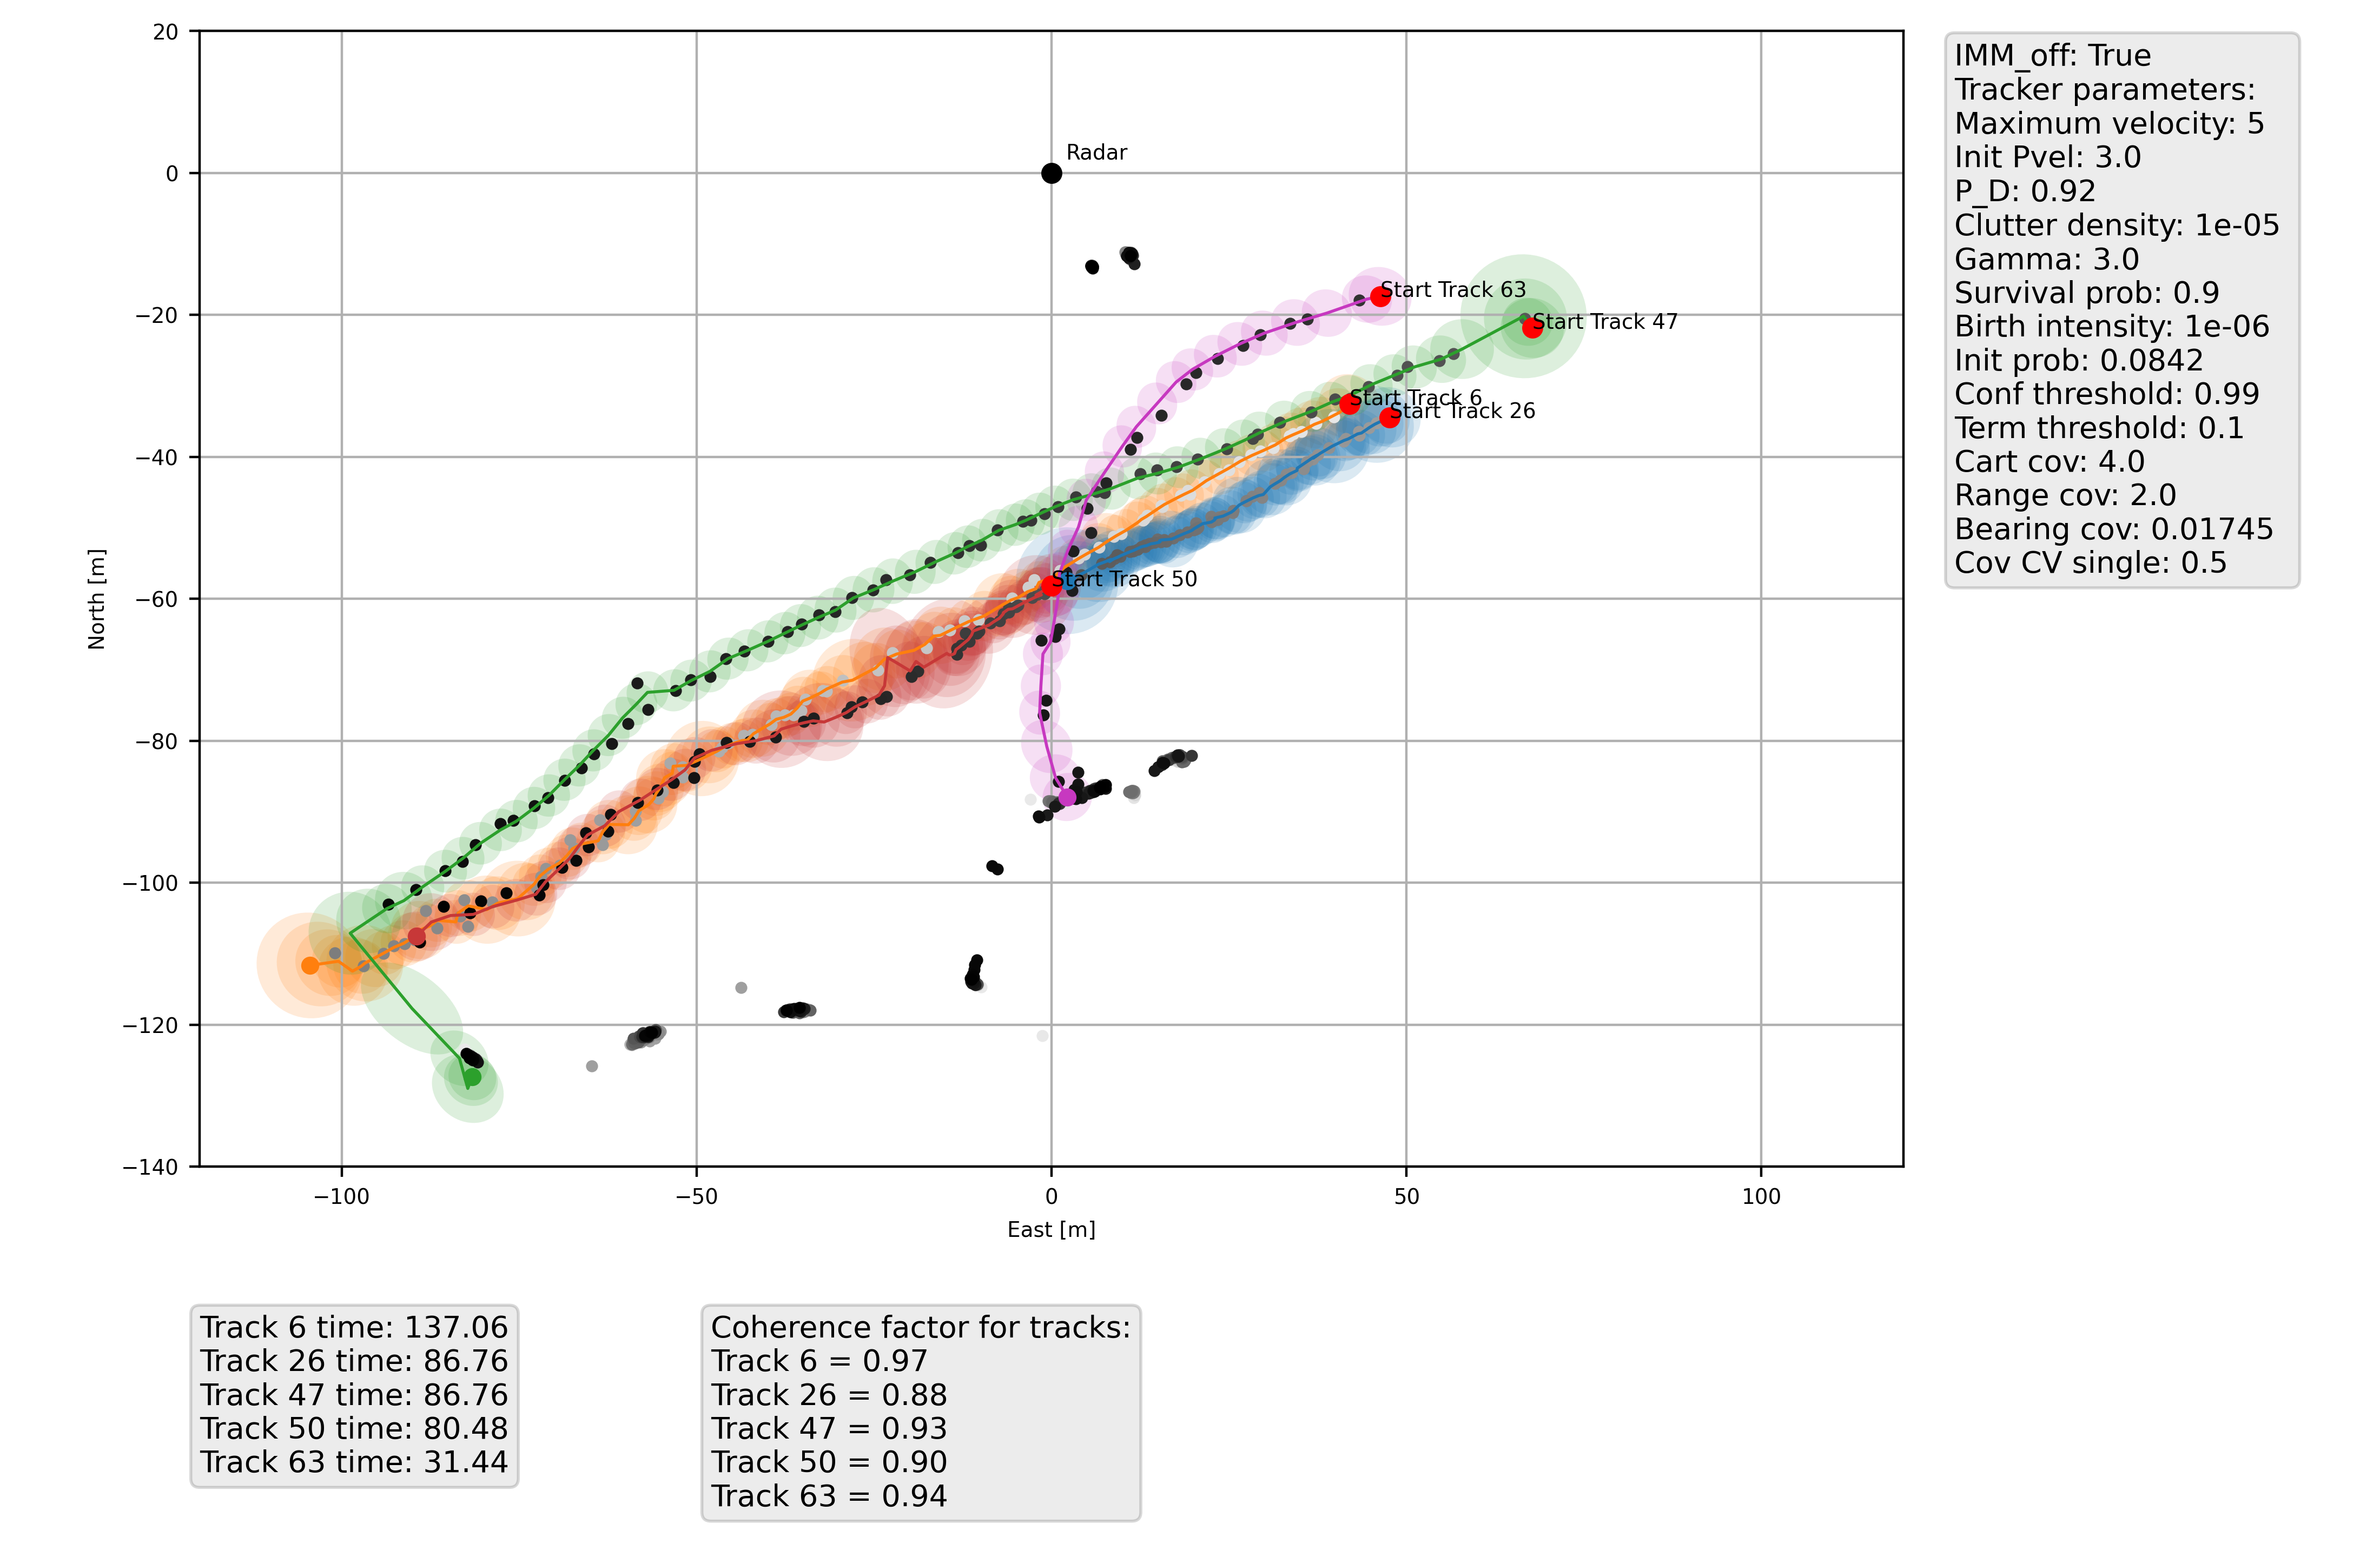 20
0
−20
−40
−60
−80
−100
−120
−140
−100
−50
0
50
100
North [m]
East [m]
Radar
Start Track 63
Start Track 47
Start Track 6
Start Track 26
Start Track 50
IMM_off: True
Tracker parameters:
Maximum velocity: 5
Init Pvel: 3.0
P_D: 0.92
Clutter density: 1e-05
Gamma: 3.0
Survival prob: 0.9
Birth intensity: 1e-06
Init prob: 0.0842
Conf threshold: 0.99
Term threshold: 0.1
Cart cov: 4.0
Range cov: 2.0
Bearing cov: 0.01745
Cov CV single: 0.5
Track 6 time: 137.06
Track 26 time: 86.76
Track 47 time: 86.76
Track 50 time: 80.48
Track 63 time: 31.44
Coherence factor for tracks:
Track 6 = 0.97
Track 26 = 0.88
Track 47 = 0.93
Track 50 = 0.90
Track 63 = 0.94